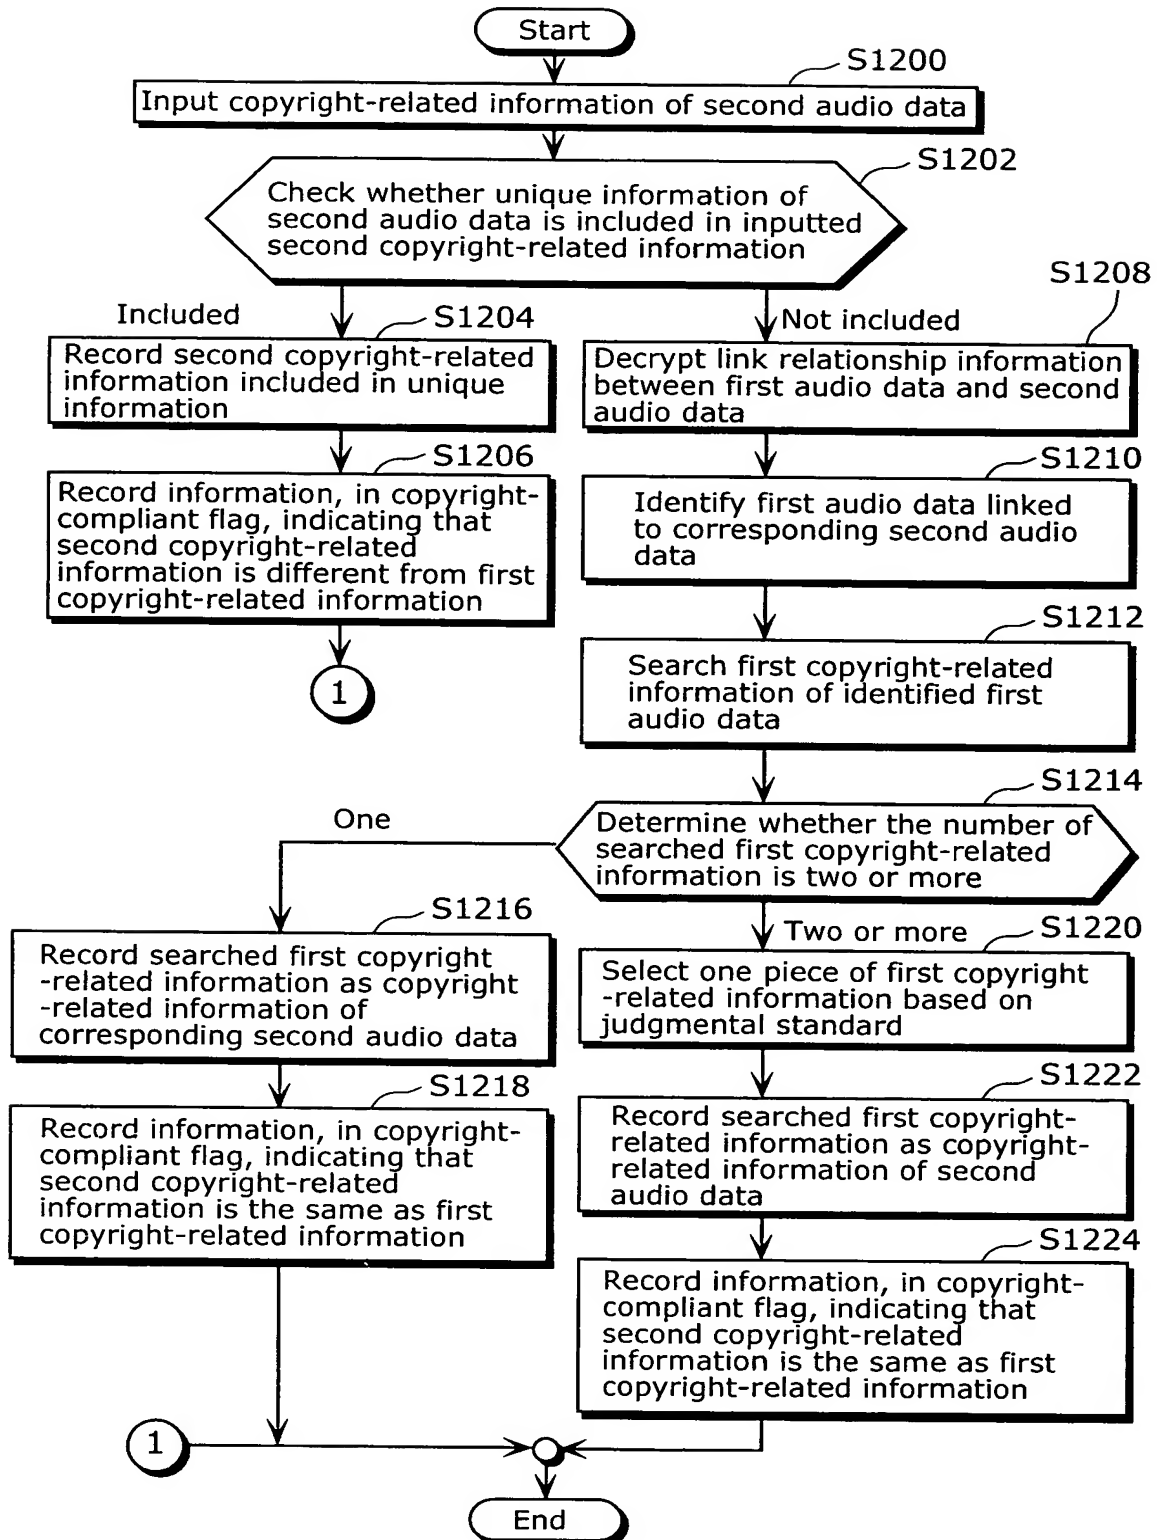 Start
S1200
Input copyright-related information of second audio data
S1202
Check whether unique information of
second audio data is included in inputted
second copyright-related information
Included
S1204
Record second copyright-related
information included in unique
information
S1206
Record information, in copyright-
compliant flag, indicating that
second copyright-related
information is different from first
copyright-related information
1
Not included
S1208
Decrypt link relationship information
between first audio data and second
audio data
S1210
Identify first audio data linked
to corresponding second audio
data
S1212
Search first copyright-related
information of identified first
audio data
S1214
Determine whether the number of
searched first copyright-related
information is two or more
One
S1216
Record searched first copyright
-related information as copyright
-related information of
corresponding second audio data
S1218
Record information, in copyright-
compliant flag, indicating that
second copyright-related
information is the same as first
copyright-related information
Two or more
S1220
Select one piece of first copyright
-related information based on
judgmental standard
S1222
Record searched first copyright-
related information as copyright-
related information of second
audio data
S1224
Record information, in copyright-
compliant flag, indicating that
second copyright-related
information is the same as first
copyright-related information
1
End